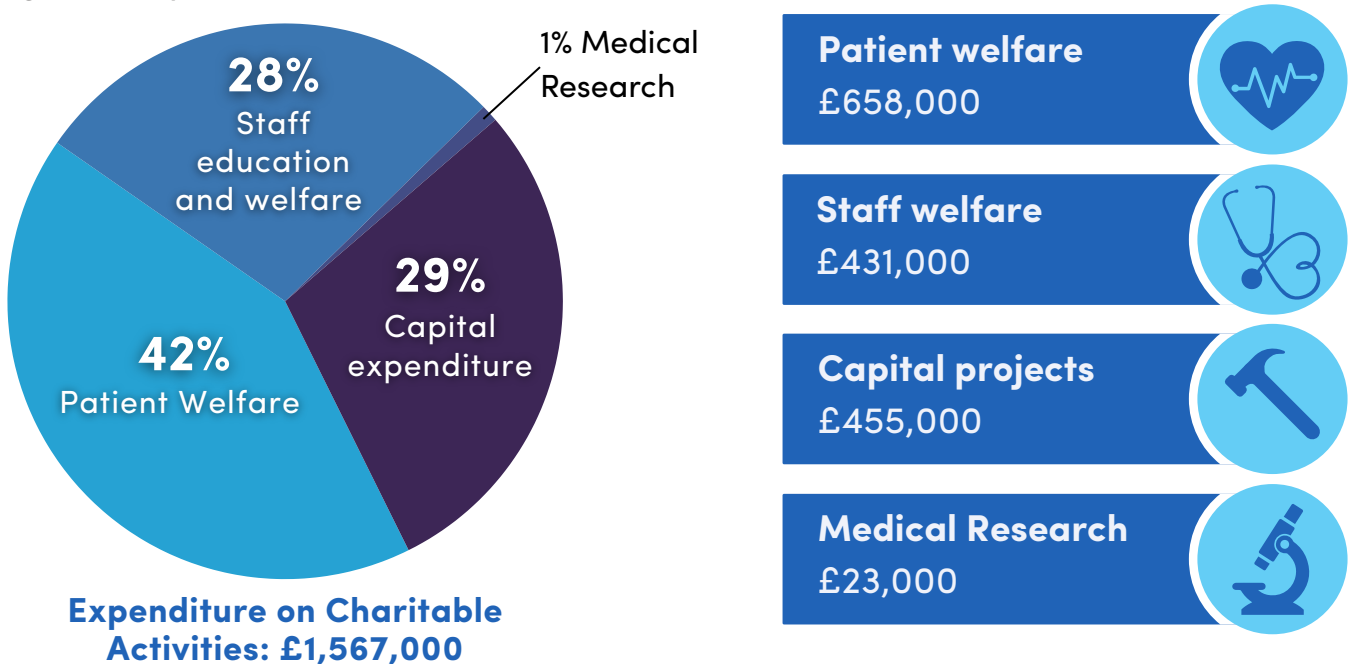 28%
Staff
education
and welfare
1% Medical
Research
29%
Capital
expenditure
42%
Patient Welfare
Expenditure on Charitable
Activities: £1,567,000
Patient welfare
£658,000
Staff welfare
£431,000
Capital projects
£455,000
Medical Research
£23,000